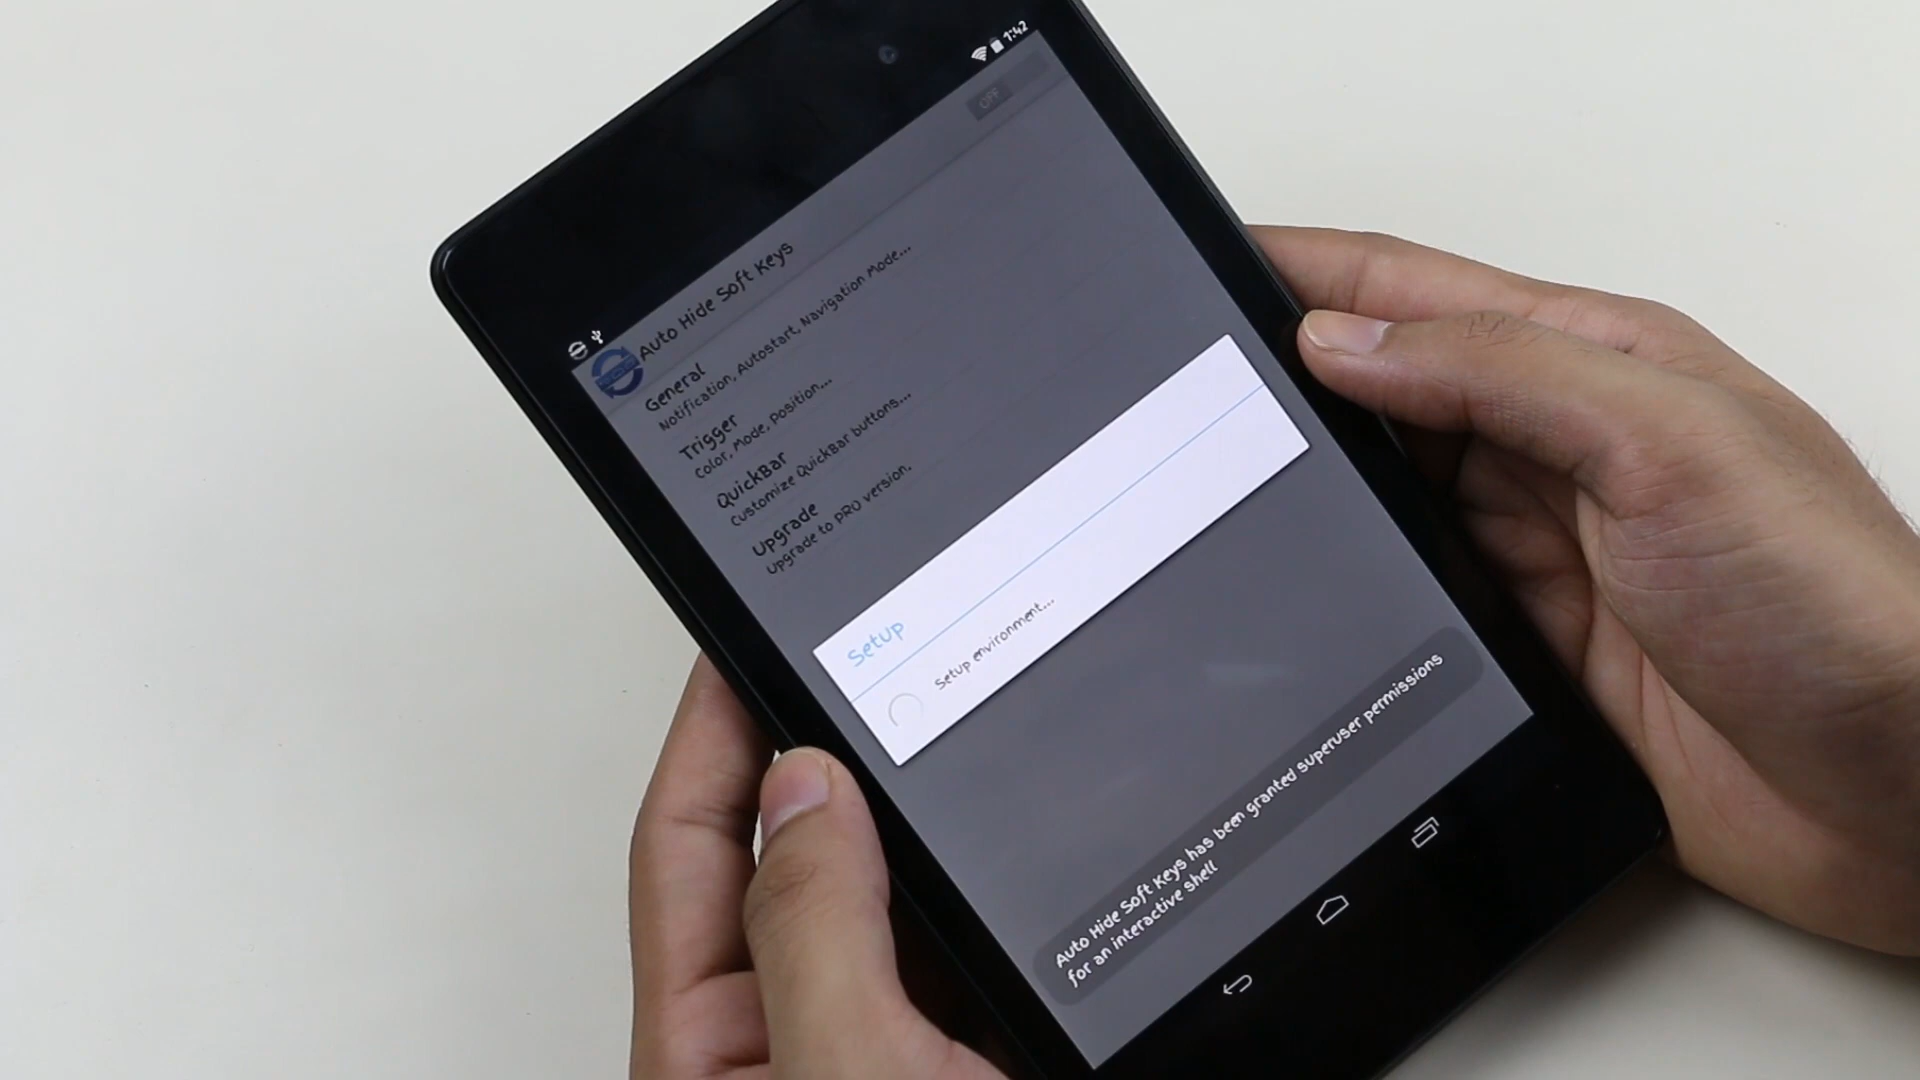 1:42
Auto Hide Soft Keys
OFF
General
Notification, Autostart, Navigation Mode...
Trigger
Color, Mode, Position...
QuickBar
Customize QuickBar buttons...
Upgrade
Upgrade to PRO version.
Setup
Setup environment...
Auto Hide Soft Keys has been granted superuser permissions
for an interactive shell